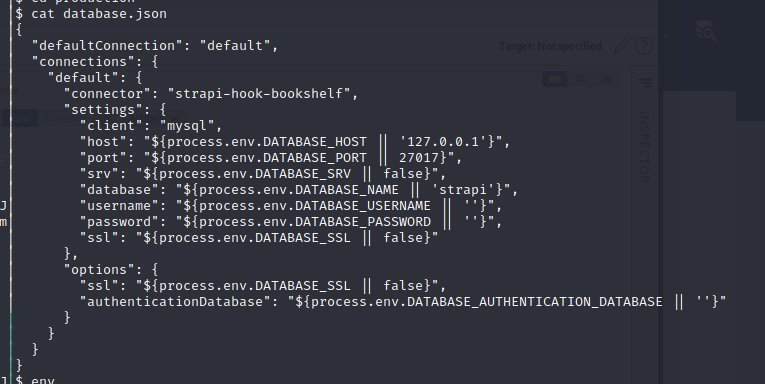 $ cd production
$ cat database.json
{
  "defaultConnection": "default",
Target: Not specified
  "connections": {
    "default": {
      "connector": "strapi-hook-bookshelf",
      "settings": {
        "client": "mysql",
        "host": "${process.env.DATABASE_HOST || '127.0.0.1'}",
        "port": "${process.env.DATABASE_PORT || 27017}",
        "srv": "${process.env.DATABASE_SRV || false}",
        "database": "${process.env.DATABASE_NAME || 'strapi'}",
        "username": "${process.env.DATABASE_USERNAME || ''}",
        "password": "${process.env.DATABASE_PASSWORD || ''}",
        "ssl": "${process.env.DATABASE_SSL || false}"
      },
      "options": {
        "ssl": "${process.env.DATABASE_SSL || false}",
        "authenticationDatabase": "${process.env.DATABASE_AUTHENTICATION_DATABASE || ''}"
      }
    }
  }
}
$ env
INSPECTOR
J
m
J